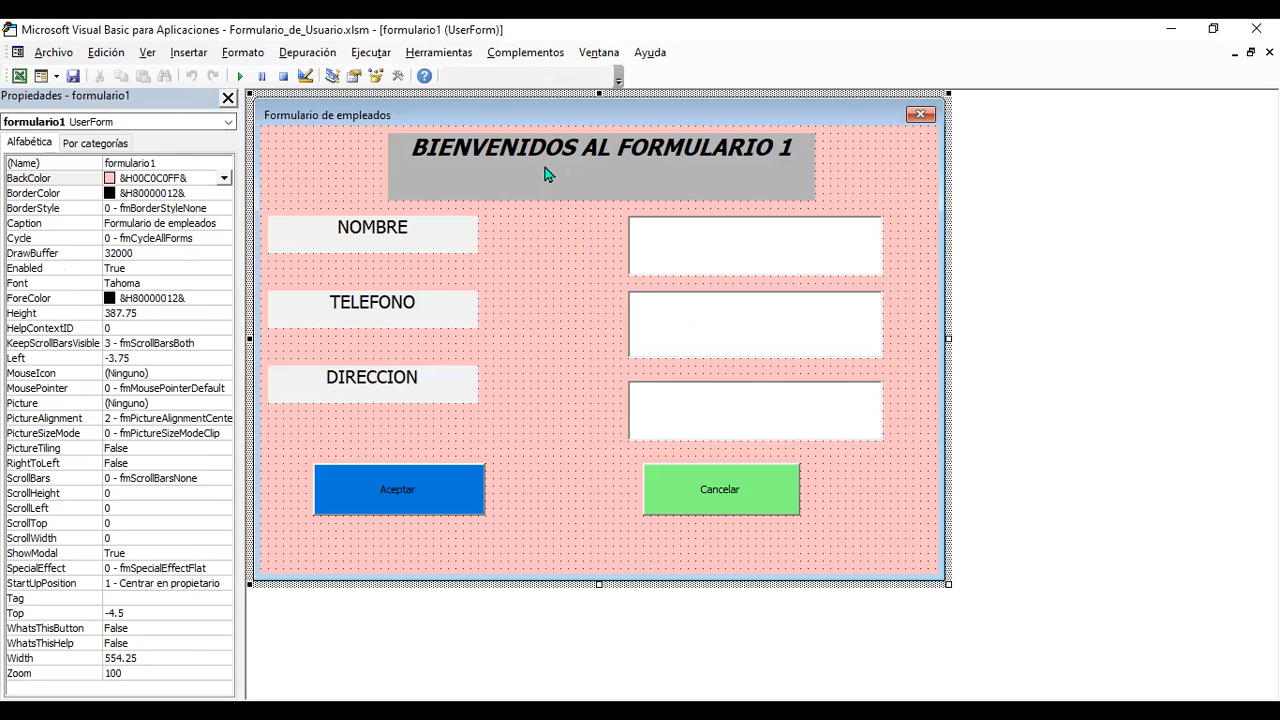 Microsoft Visual Basic para Aplicaciones - Formulario_de_Usuario.xlsm - [formulario1 (UserForm)]
Archivo Edición Ver Insertar Formato Depuración Ejecutar Herramientas Complementos Ventana Ayuda
Propiedades - formulario1
formulario1 UserForm
Alfabética Por categorías
(Name) formulario1
BackColor &H00C0C0FF&
BorderColor &H80000012&
BorderStyle 0 - fmBorderStyleNone
Caption Formulario de empleados
Cycle 0 - fmCycleAllForms
DrawBuffer 32000
Enabled True
Font Tahoma
ForeColor &H80000012&
Height 387.75
HelpContextID 0
KeepScrollBarsVisible 3 - fmScrollBarsBoth
Left -3.75
MouseIcon (Ninguno)
MousePointer 0 - fmMousePointerDefault
Picture (Ninguno)
PictureAlignment 2 - fmPictureAlignmentCente
PictureSizeMode 0 - fmPictureSizeModeClip
PictureTiling False
RightToLeft False
ScrollBars 0 - fmScrollBarsNone
ScrollHeight 0
ScrollLeft 0
ScrollTop 0
ScrollWidth 0
ShowModal True
SpecialEffect 0 - fmSpecialEffectFlat
StartUpPosition 1 - Centrar en propietario
Tag
Top -4.5
WhatsThisButton False
WhatsThisHelp False
Width 554.25
Zoom 100
Formulario de empleados
BIENVENIDOS AL FORMULARIO 1
NOMBRE
TELEFONO
DIRECCION
Aceptar Cancelar